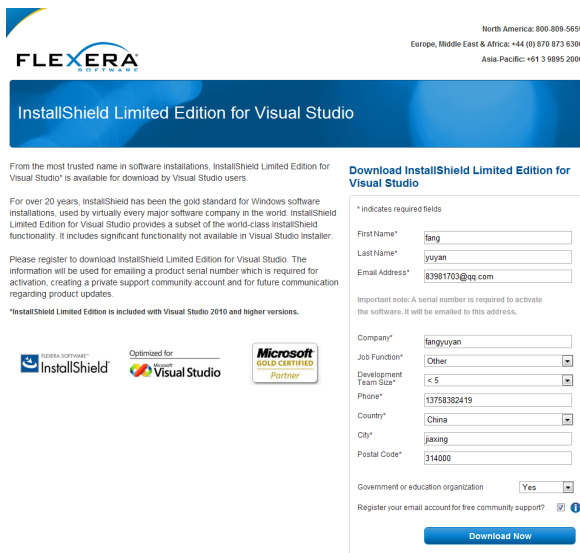 North America: 800-809-5659
Europe, Middle East & Africa: +44 (0) 870 873 6300
Asia-Pacific: +61 3 9895 2000
FLEXERA
SOFTWARE
InstallShield Limited Edition for Visual Studio
From the most trusted name in software installations, InstallShield Limited Edition for
Visual Studio* is available for download by Visual Studio users.
For over 20 years, InstallShield has been the gold standard for Windows software
installations, used by virtually every major software company in the world. InstallShield
Limited Edition for Visual Studio provides a subset of the world-class InstallShield
functionality. It includes significant functionality not available in Visual Studio Installer.
Please register to download InstallShield Limited Edition for Visual Studio. The
information will be used for emailing a product serial number which is required for
activation, creating a private support community account and for future communication
regarding product updates.
*InstallShield Limited Edition is included with Visual Studio 2010 and higher versions.
FLEXERA SOFTWARE
InstallShield
Optimized for
Microsoft
Visual Studio
Microsoft
GOLD CERTIFIED
Partner
Download InstallShield Limited Edition for
Visual Studio
* indicates required fields
First Name* fang
Last Name* yuyan
Email Address* 83981703@qq.com
Important note: A serial number is required to activate
the software. It will be emailed to this address.
Company* fangyuyan
Job Function* Other
Development
Team Size* < 5
Phone* 13758382419
Country* China
City* jiaxing
Postal Code* 314000
Government or education organization Yes
Register your email account for free community support?
Download Now